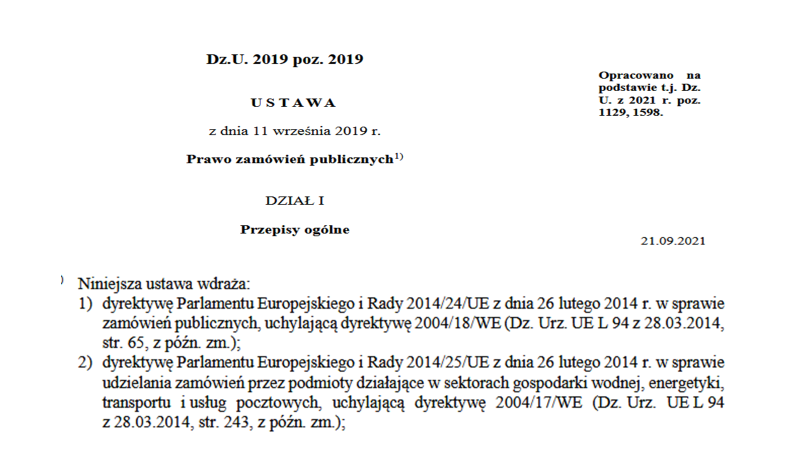 Dz.U. 2019 poz. 2019
Opracowano na
podstawie t.j. Dz.
U. z 2021 r. poz.
1129, 1598.
U S T A W A
z dnia 11 września 2019 r.
Prawo zamówień publicznych1)
DZIAŁ I
Przepisy ogólne
21.09.2021
) Niniejsza ustawa wdraża:
1) dyrektywę Parlamentu Europejskiego i Rady 2014/24/UE z dnia 26 lutego 2014 r. w sprawie
zamówień publicznych, uchylającą dyrektywę 2004/18/WE (Dz. Urz. UE L 94 z 28.03.2014,
str. 65, z późn. zm.);
2) dyrektywę Parlamentu Europejskiego i Rady 2014/25/UE z dnia 26 lutego 2014 r. w sprawie
udzielania zamówień przez podmioty działające w sektorach gospodarki wodnej, energetyki,
transportu i usług pocztowych, uchylającą dyrektywę 2004/17/WE (Dz. Urz. UE L 94
z 28.03.2014, str. 243, z późn. zm.);